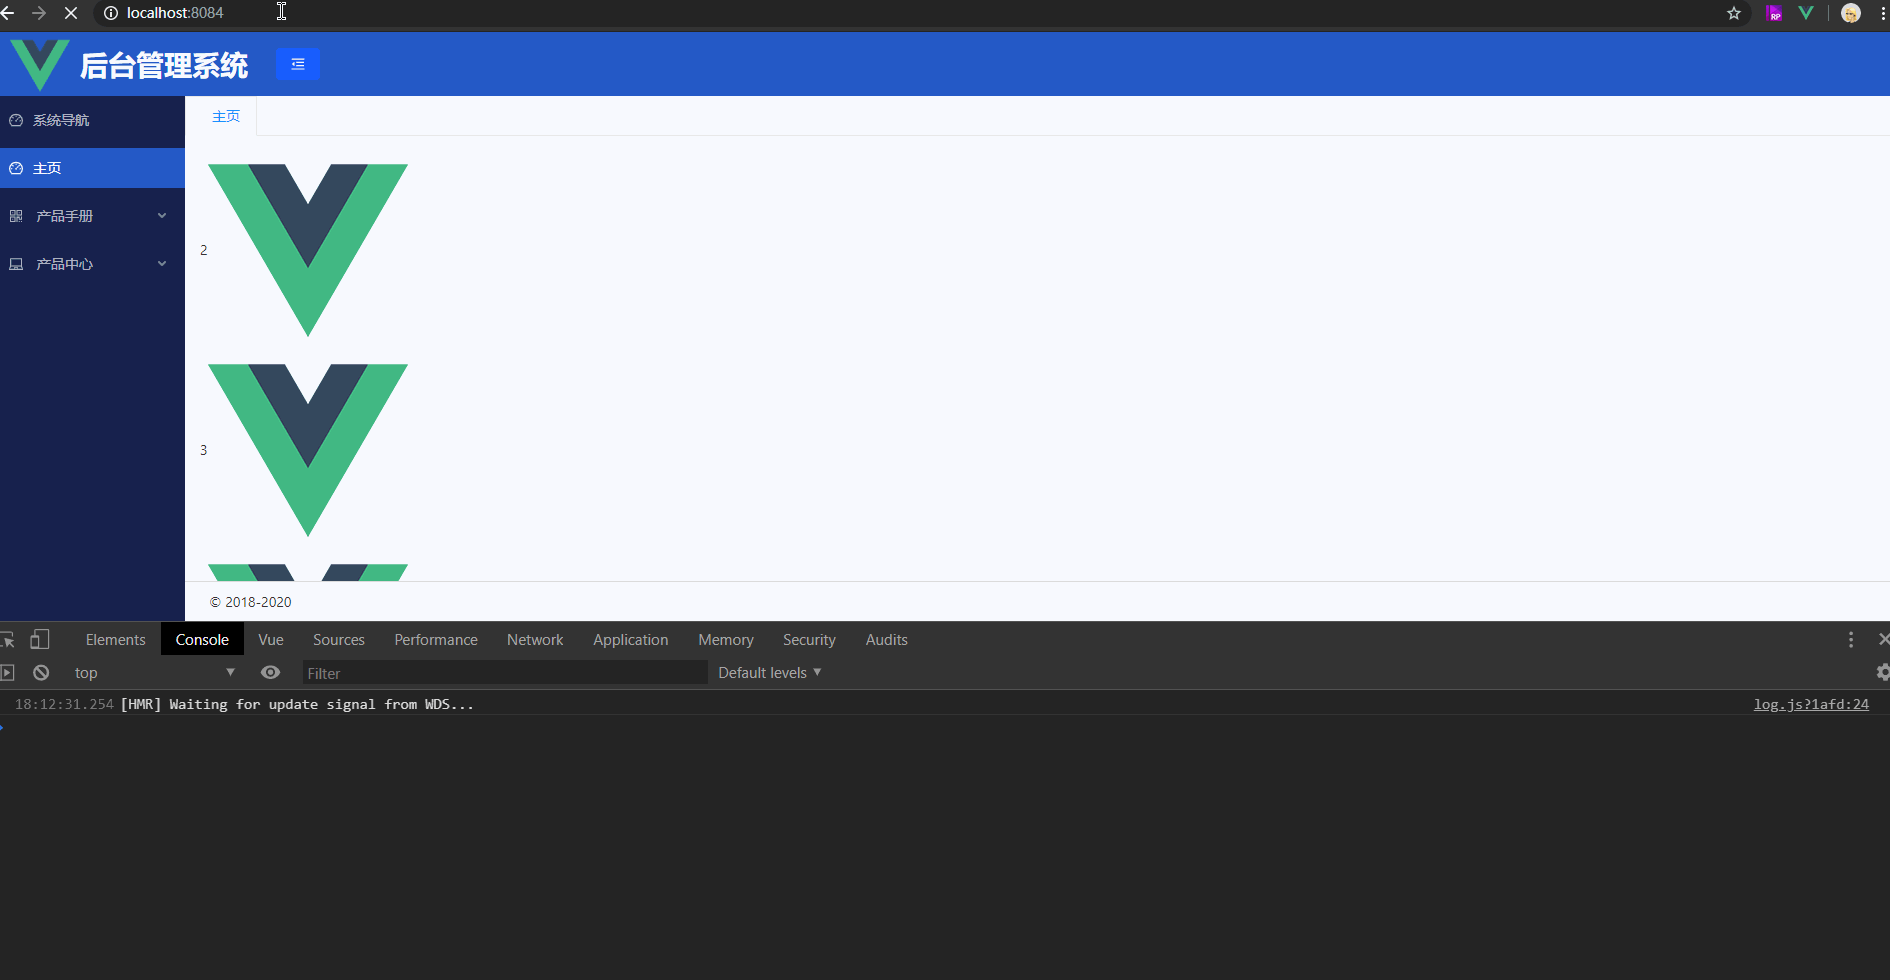 localhost:8084
RP
后台管理系统
系统导航
主页
产品手册
产品中心
主页
2
3
© 2018-2020
Elements Console Vue Sources Performance Network Application Memory Security Audits
top Filter Default levels
18:12:31.254 [HMR] Waiting for update signal from WDS... log.js?1afd:24